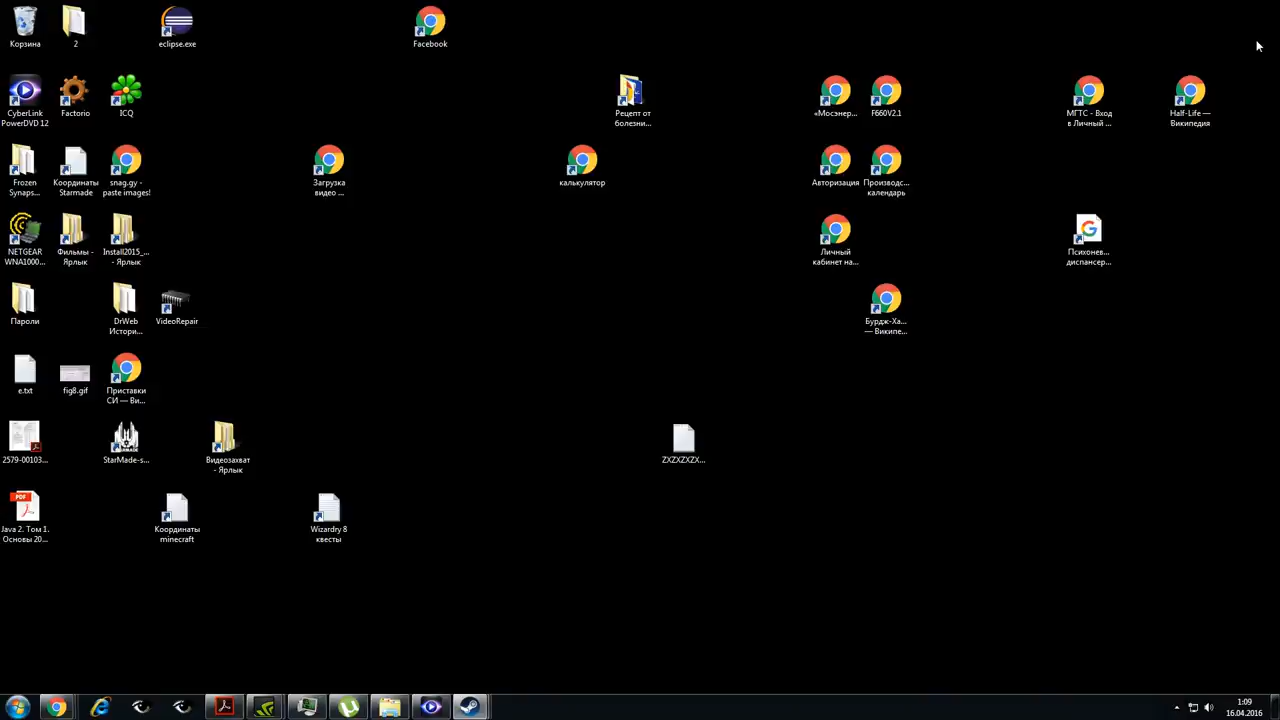 Корзина
2
eclipse.exe
Facebook
CyberLink
PowerDVD 12
Factorio
ICQ
Рецепт от
болезни...
«Мосэнер...
F660V2.1
МГТС - Вход
в Личный ...
Half-Life —
Википедия
Frozen
Synaps...
Координаты
Starmade
snag.gy -
paste images!
Загрузка
видео ...
калькулятор
Авторизация
Производс...
календарь
NETGEAR
WNA1000...
Фильмы -
Ярлык
Install2015_...
- Ярлык
Личный
кабинет на...
Психонев...
диспансер...
Пароли
DrWeb
Истори...
VideoRepair
Бурдж-Ха...
— Википе...
e.txt
fig8.gif
Приставки
СИ — Ви...
2579-00103...
StarMade-s...
Видеозахват
- Ярлык
ZXZXZXZX...
Java 2. Том 1.
Основы 20...
Координаты
minecraft
Wizardry 8
квесты
1:09
16.04.2016